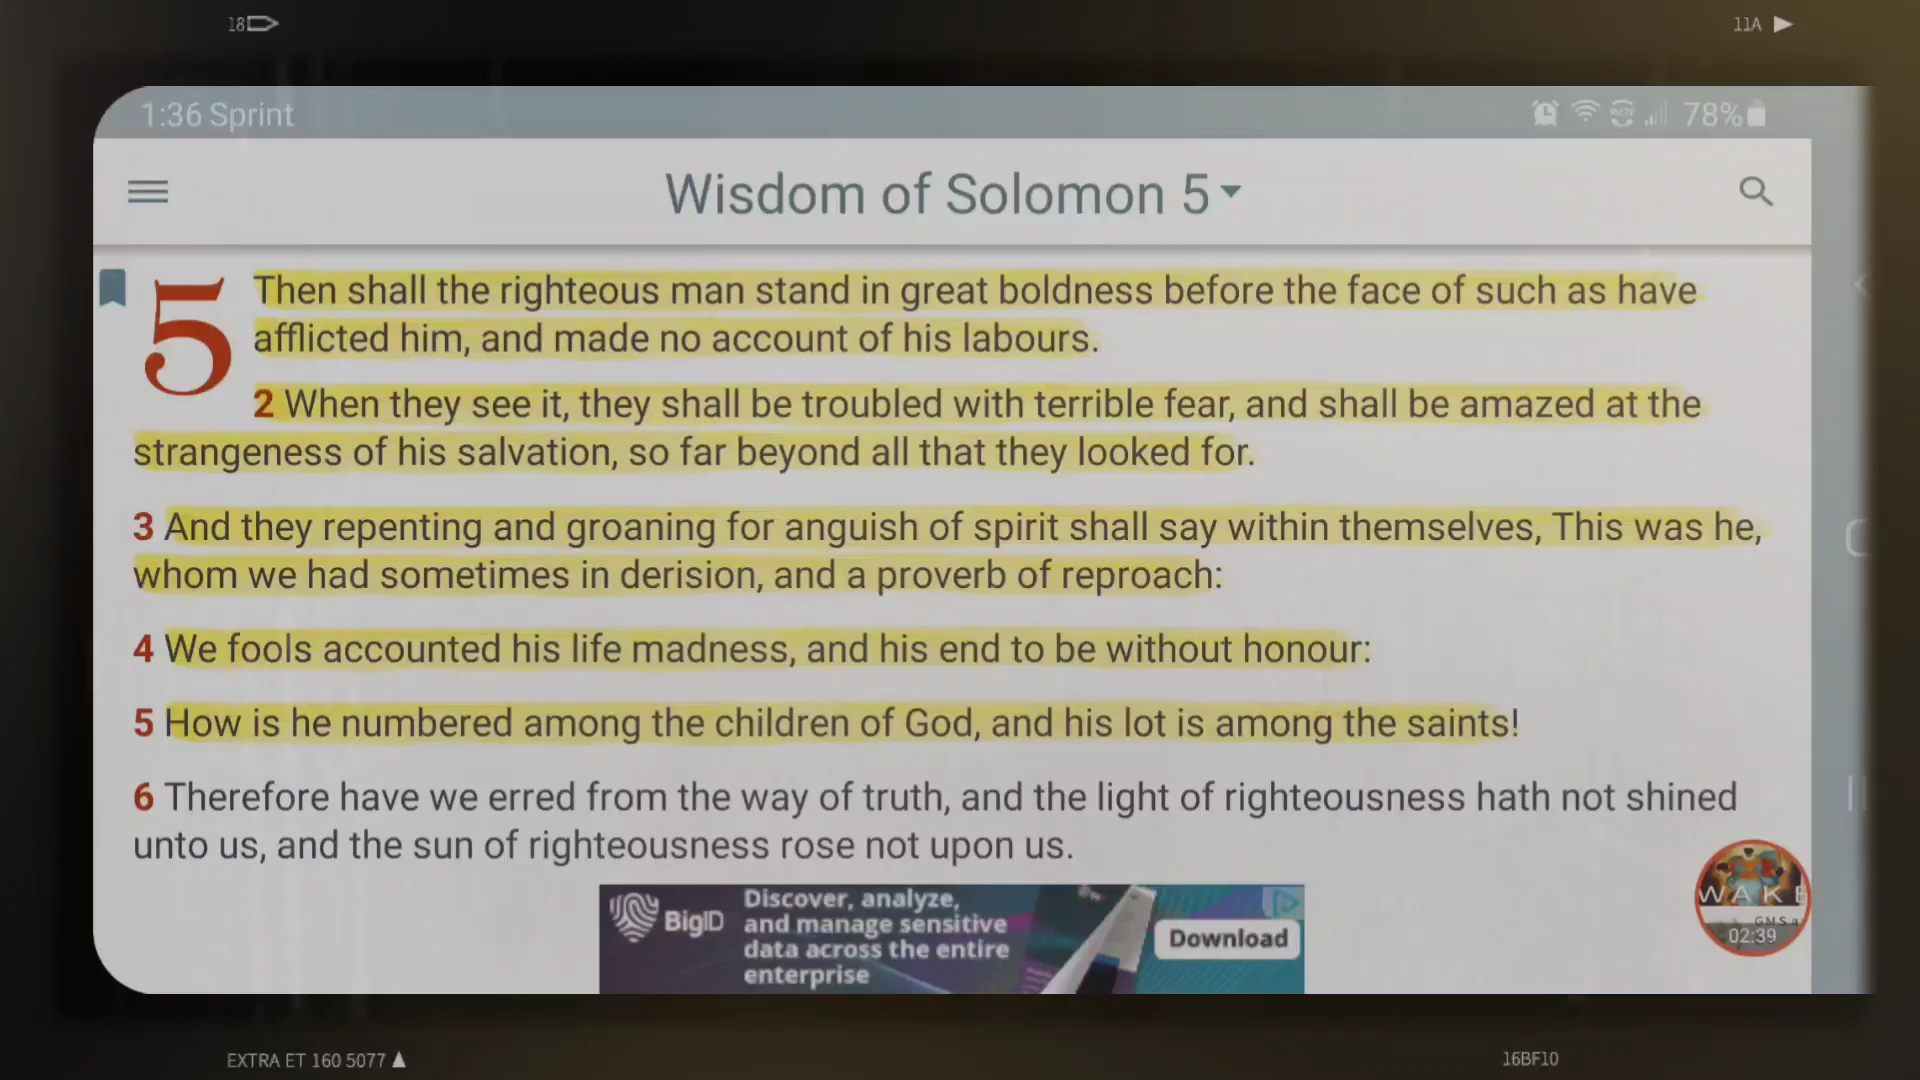 18
11A
1:36 Sprint
78%
Wisdom of Solomon 5
5 Then shall the righteous man stand in great boldness before the face of such as have
afflicted him, and made no account of his labours.
2 When they see it, they shall be troubled with terrible fear, and shall be amazed at the
strangeness of his salvation, so far beyond all that they looked for.
3 And they repenting and groaning for anguish of spirit shall say within themselves, This was he,
whom we had sometimes in derision, and a proverb of reproach:
4 We fools accounted his life madness, and his end to be without honour:
5 How is he numbered among the children of God, and his lot is among the saints!
6 Therefore have we erred from the way of truth, and the light of righteousness hath not shined
unto us, and the sun of righteousness rose not upon us.
BigID
Discover, analyze,
and manage sensitive
data across the entire
enterprise
Download
WAKE
GMS a
02:39
EXTRA ET 160 5077
16BF10